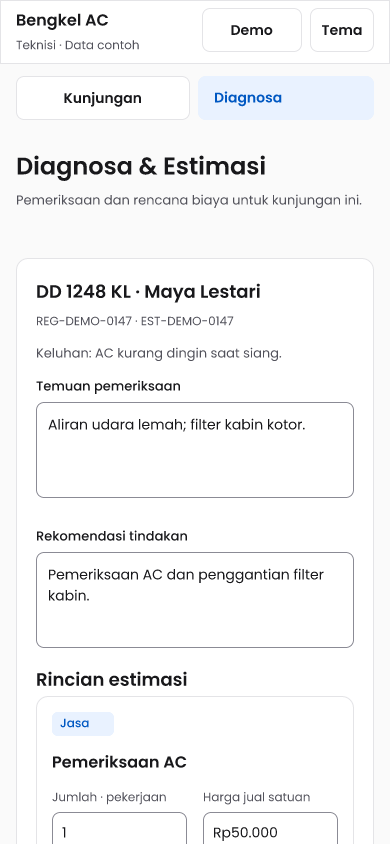 Bengkel AC
Teknisi · Data contoh
Demo
Tema
Kunjungan
Diagnosa
Diagnosa & Estimasi
Pemeriksaan dan rencana biaya untuk kunjungan ini.
DD 1248 KL · Maya Lestari
REG-DEMO-0147 · EST-DEMO-0147
Keluhan: AC kurang dingin saat siang.
Temuan pemeriksaan
Aliran udara lemah; filter kabin kotor.
Rekomendasi tindakan
Pemeriksaan AC dan penggantian filter
kabin.
Rincian estimasi
Jasa
Pemeriksaan AC
Jumlah · pekerjaan
Harga jual satuan
1
Rp50.000